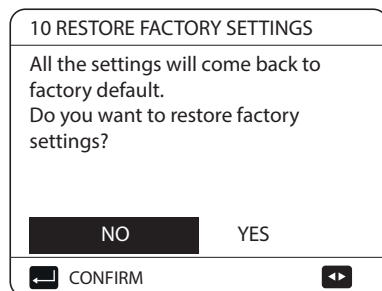 10 RESTORE FACTORY SETTINGS
All the settings will come back to
factory default.
Do you want to restore factory
settings?
NO YES
CONFIRM